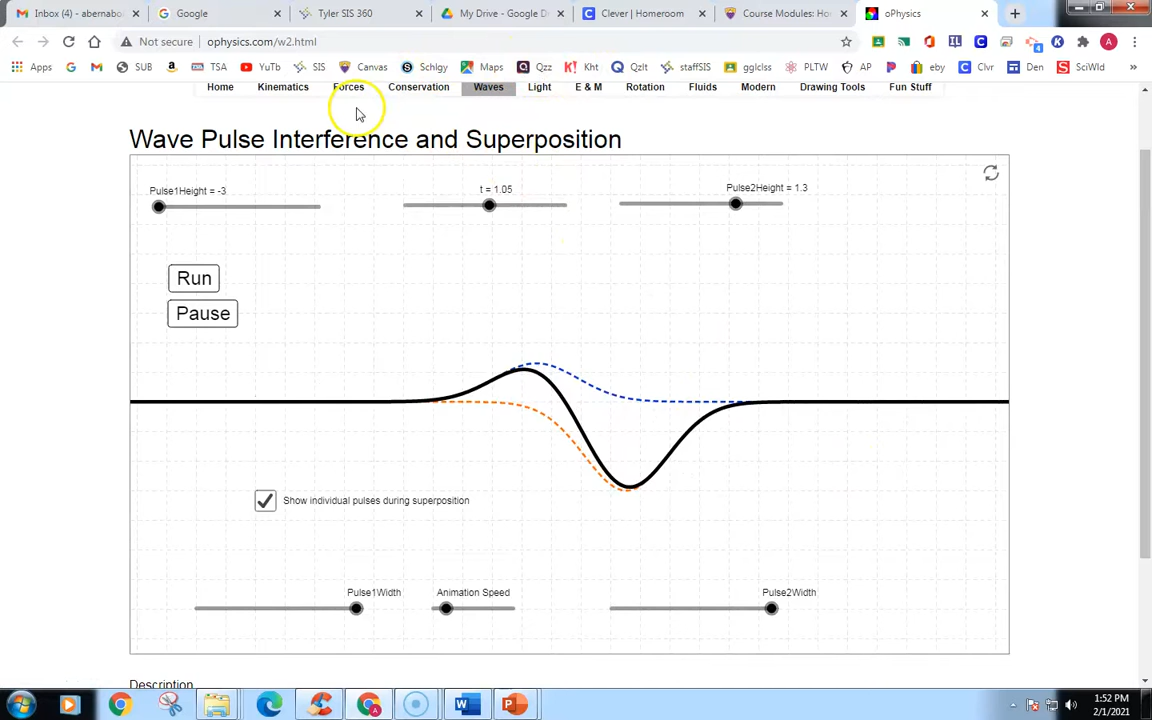 Inbox (4) - abernabo
Google
Tyler SIS 360
My Drive - Google D
Clever | Homeroom
Course Modules: Ho
oPhysics
Not secure
ophysics.com/w2.html
Apps
SUB
TSA
YuTb
SIS
Canvas
Schlgy
Maps
Qzz
Kht
Qzlt
staffSIS
gglclss
PLTW
AP
eby
Clvr
Den
SciWld
Home
Kinematics
Forces
Conservation
Waves
Light
E & M
Rotation
Fluids
Modern
Drawing Tools
Fun Stuff
Wave Pulse Interference and Superposition
Pulse1Height = -3
t = 1.05
Pulse2Height = 1.3
Run
Pause
Show individual pulses during superposition
Pulse1Width
Animation Speed
Pulse2Width
Description
1:52 PM
2/1/2021